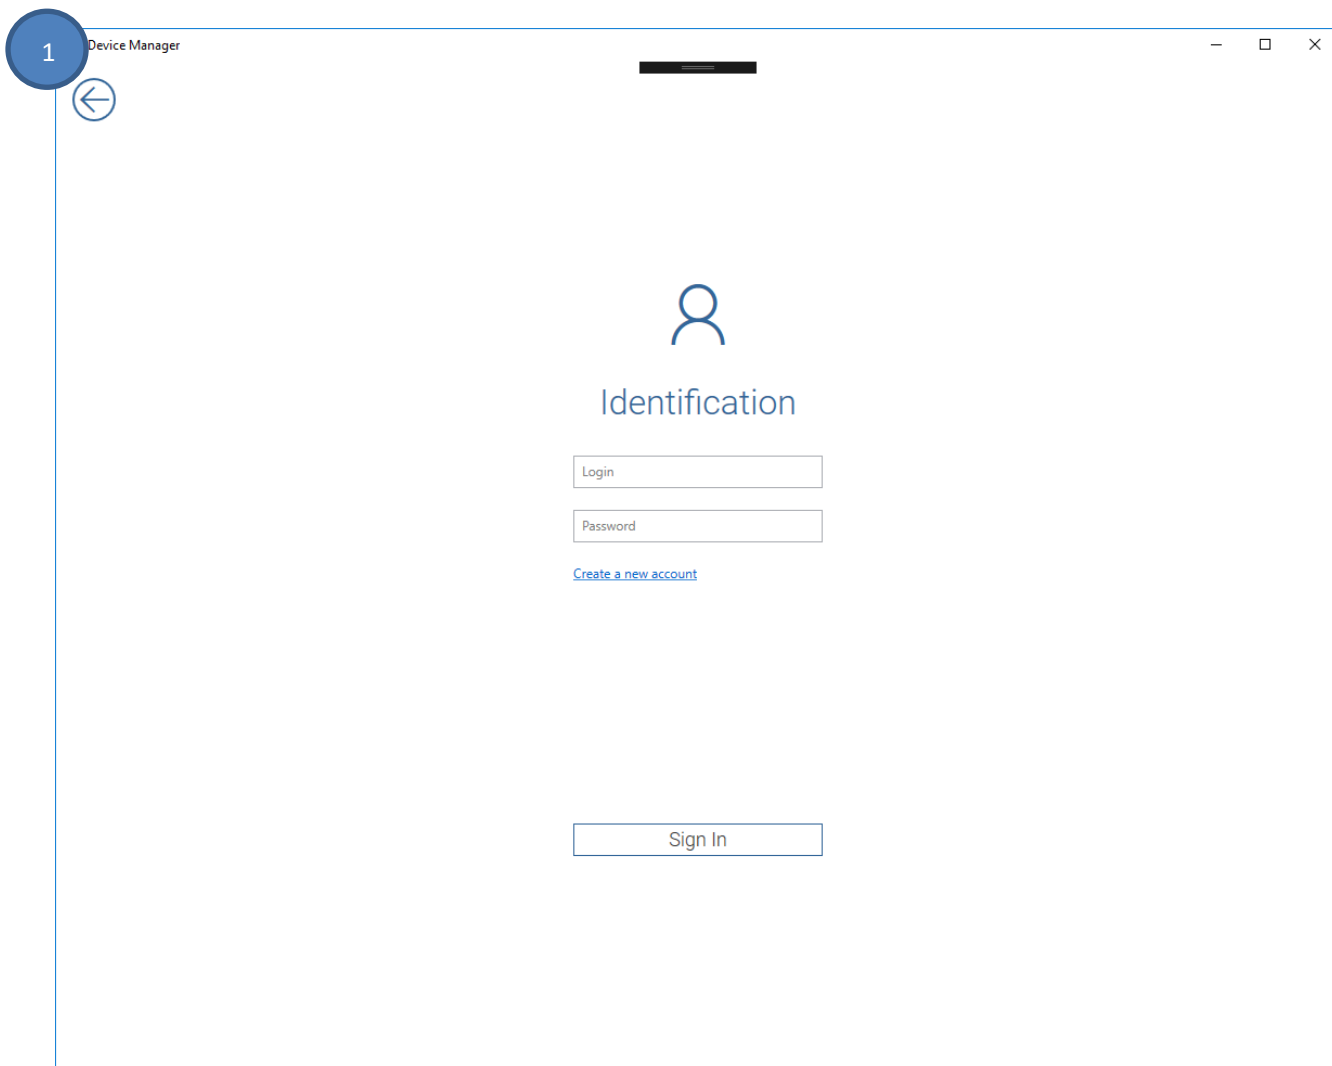 1
Device Manager
Identification
Login
Password
Create a new account
Sign In